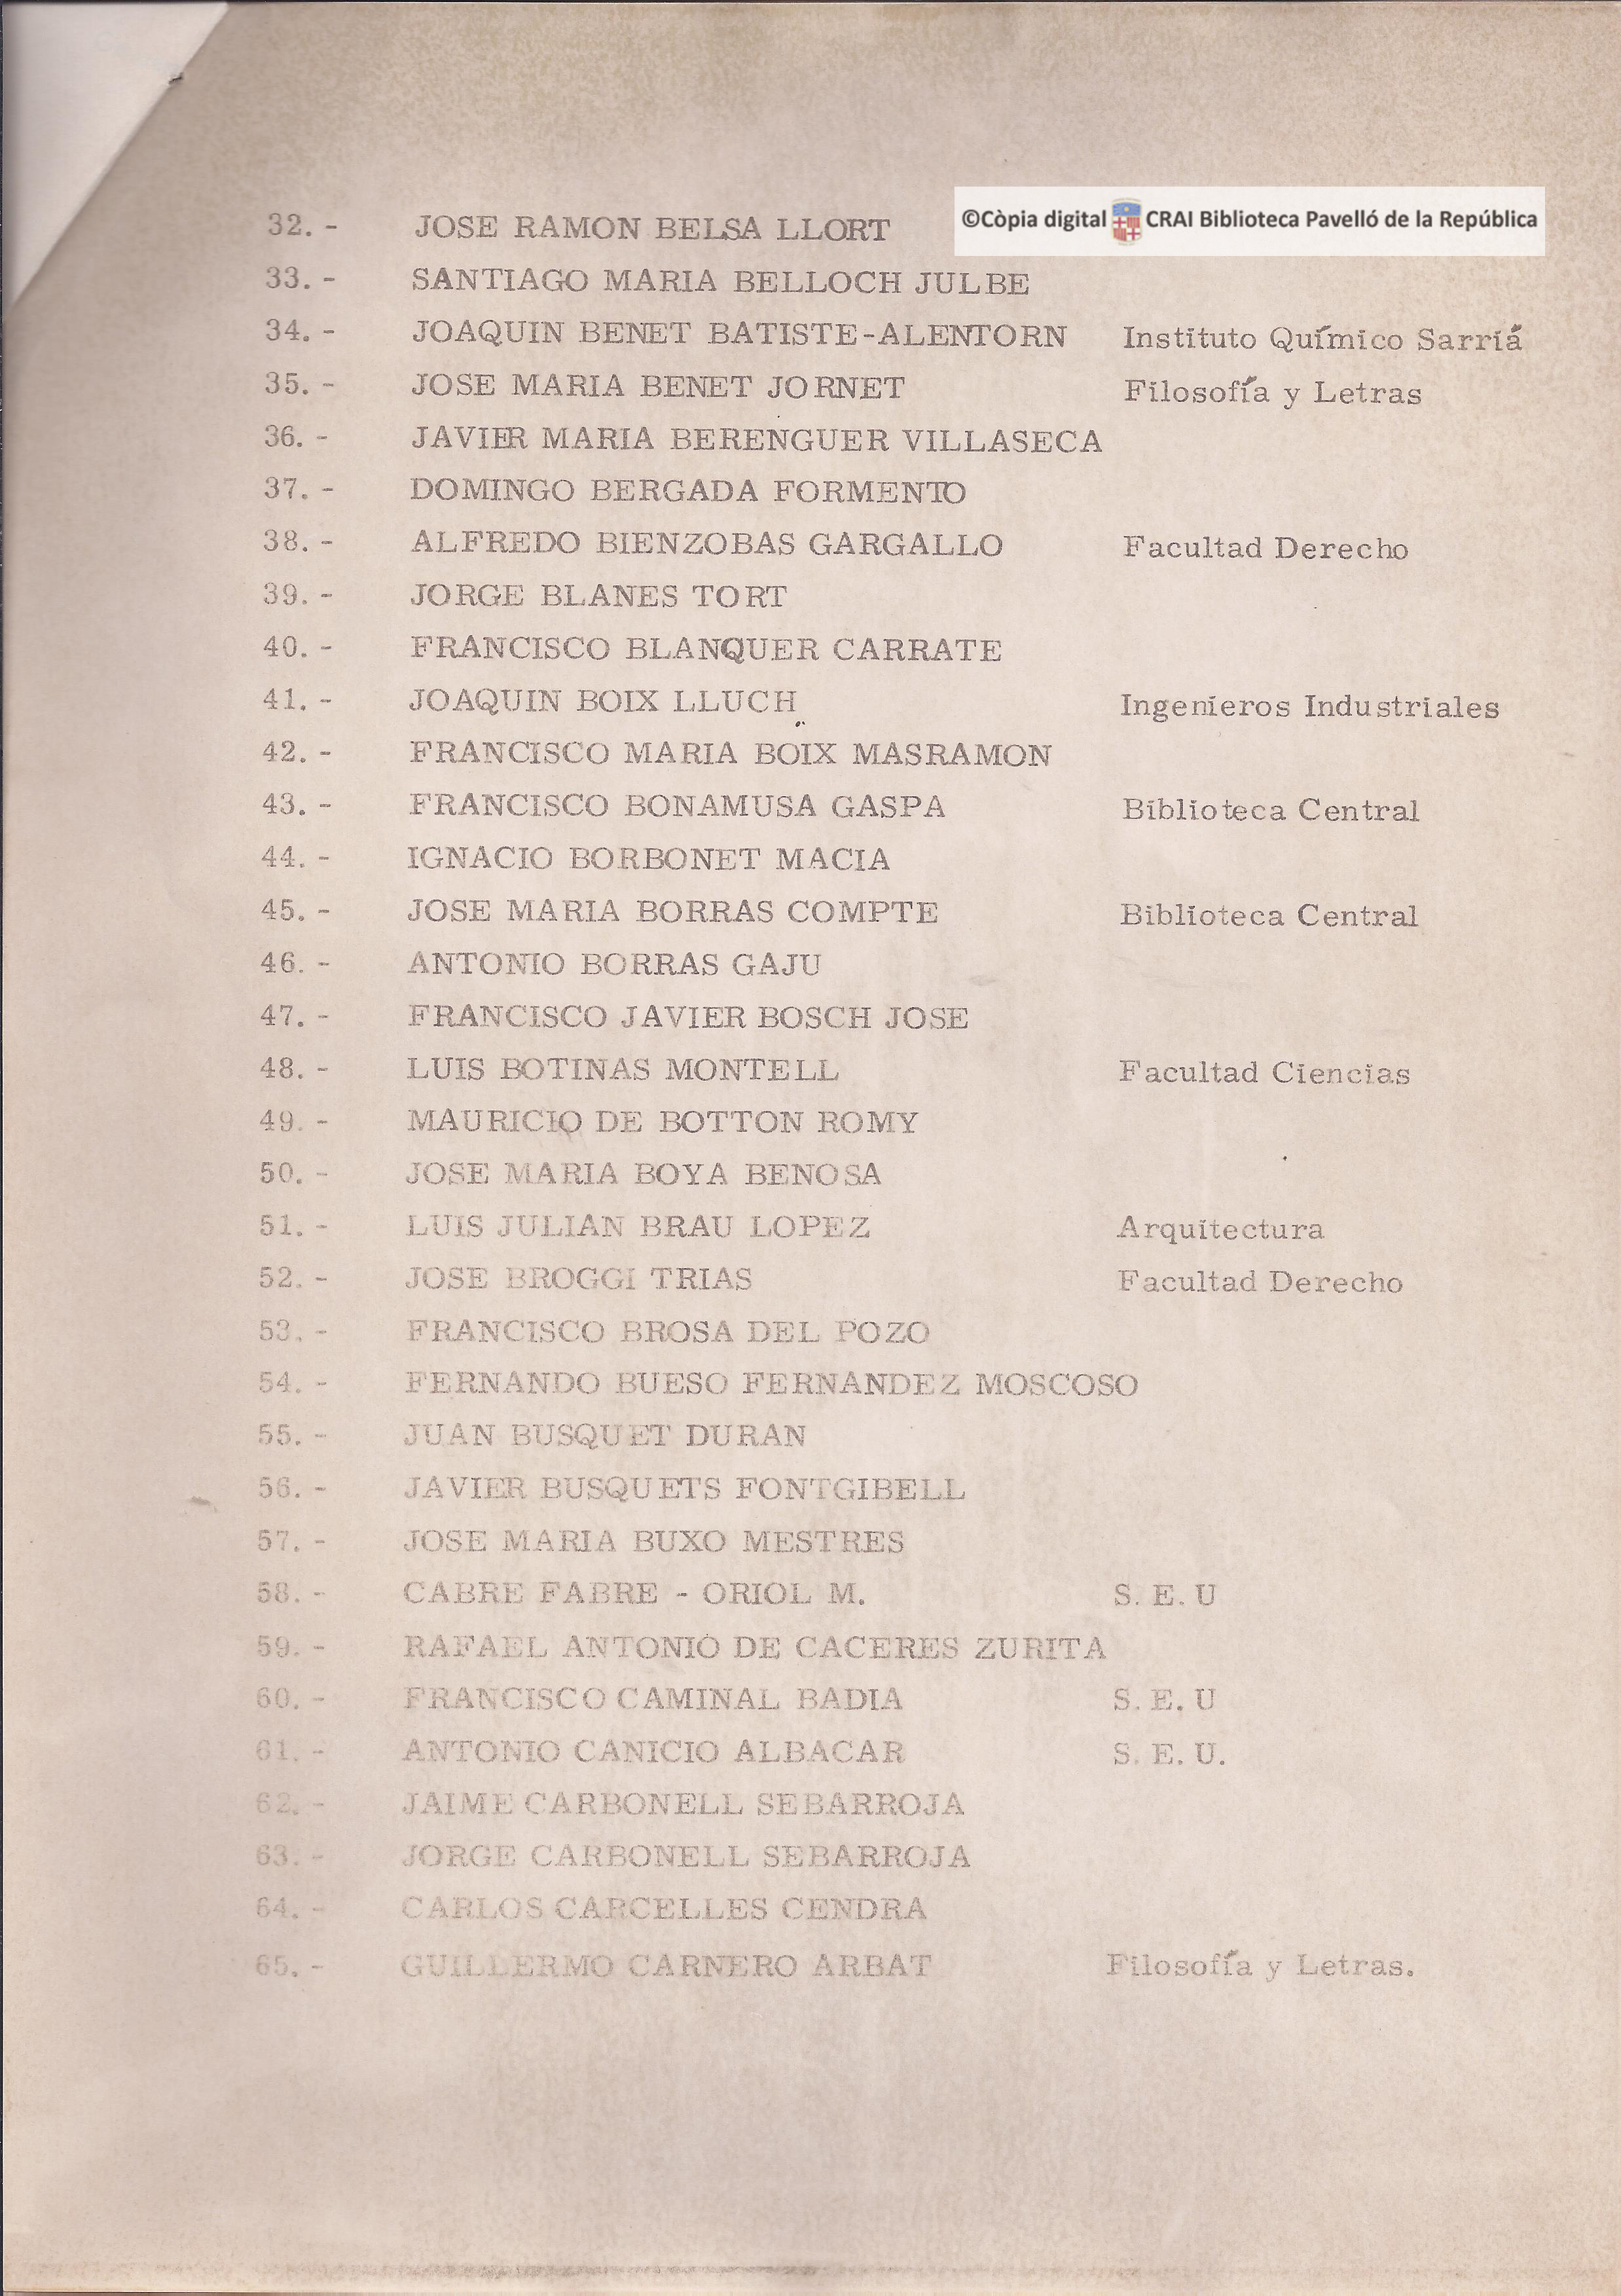 ©Còpia digital CRAI Biblioteca Pavelló de la República
32. - JOSE RAMON BELSA LLORT
33. - SANTIAGO MARIA BELLOCH JULBE
34. - JOAQUIN BENET BATISTE-ALENTORN Instituto Químico Sarriá
35. - JOSE MARIA BENET JORNET Filosofía y Letras
36. - JAVIER MARIA BERENGUER VILLASECA
37. - DOMINGO BERGADA FORMENTO
38. - ALFREDO BIENZOBAS GARGALLO Facultad Derecho
39. - JORGE BLANES TORT
40. - FRANCISCO BLANQUER CARRATE
41. - JOAQUIN BOIX LLUCH Ingenieros Industriales
42. - FRANCISCO MARIA BOIX MASRAMON
43. - FRANCISCO BONAMUSA GASPA Biblioteca Central
44. - IGNACIO BORBONET MACIA
45. - JOSE MARIA BORRAS COMPTE Biblioteca Central
46. - ANTONIO BORRAS GAJU
47. - FRANCISCO JAVIER BOSCH JOSE
48. - LUIS BOTINAS MONTELL Facultad Ciencias
49. - MAURICIO DE BOTTON ROMY
50. - JOSE MARIA BOYA BENOSA
51. - LUIS JULIAN BRAU LOPEZ Arquitectura
52. - JOSE BROGGI TRIAS Facultad Derecho
53. - FRANCISCO BROSA DEL POZO
54. - FERNANDO BUESO FERNANDEZ MOSCOSO
55. - JUAN BUSQUET DURAN
56. - JAVIER BUSQUETS FONTGIBELL
57. - JOSE MARIA BUXO MESTRES
58. - CABRE FABRE - ORIOL M. S. E. U
59. - RAFAEL ANTONIO DE CACERES ZURITA
60. - FRANCISCO CAMINAL BADIA S. E. U
61. - ANTONIO CANICIO ALBACAR S. E. U.
62. - JAIME CARBONELL SEBARROJA
63. - JORGE CARBONELL SEBARROJA
64. - CARLOS CARCELLES CENDRA
65. - GUILLERMO CARNERO ARBAT Filosofía y Letras.